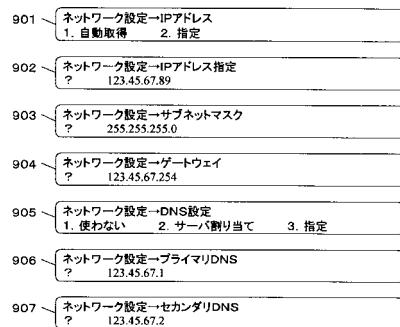 901 ネットワーク設定→IPアドレス
1. 自動取得 2. 指定
902 ネットワーク設定→IPアドレス指定
? 123.45.67.89
903 ネットワーク設定→サブネットマスク
? 255.255.255.0
904 ネットワーク設定→ゲートウェイ
? 123.45.67.254
905 ネットワーク設定→DNS設定
1. 使わない 2. サーバ割り当て 3. 指定
906 ネットワーク設定→プライマリDNS
? 123.45.67.1
907 ネットワーク設定→セカンダリDNS
? 123.45.67.2